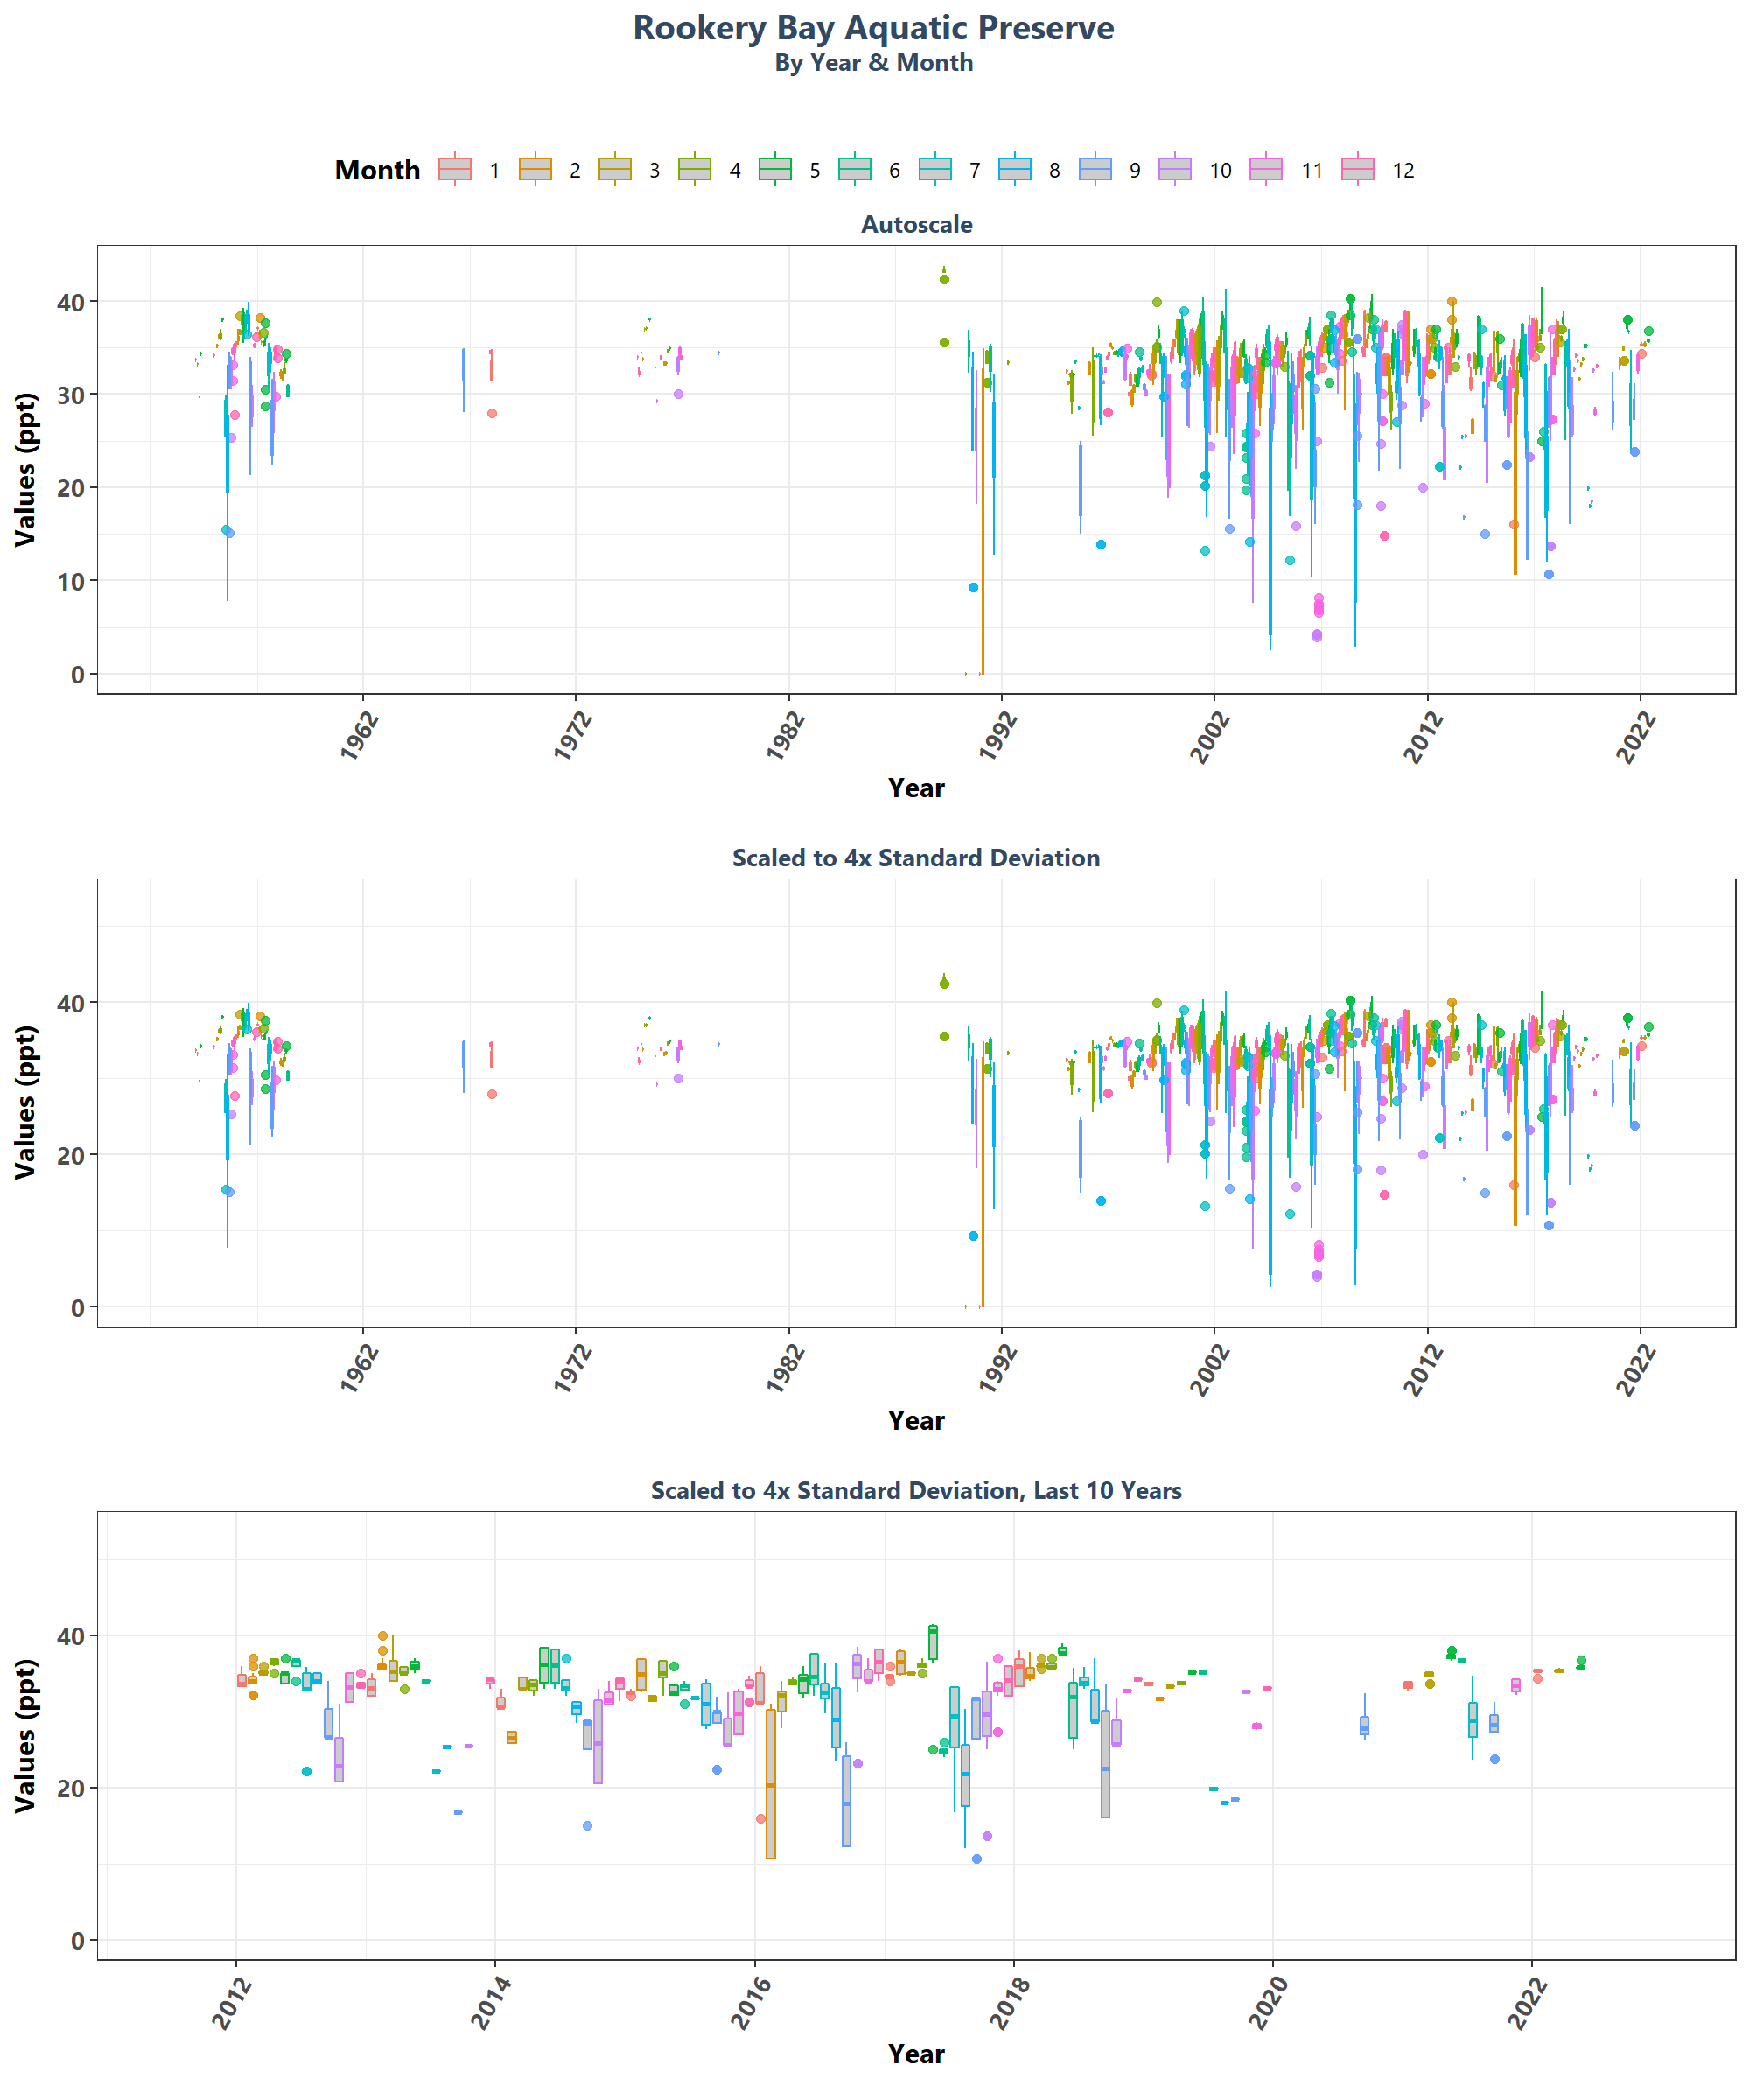 Rookery Bay Aquatic Preserve
By Year & Month
Month 1 2 3 4 5 6 7 8 9 10 11 12
Autoscale
Values (ppt)
40
30
20
10
0
1962 1972 1982 1992 2002 2012 2022
Year
Scaled to 4x Standard Deviation
Values (ppt)
40
20
0
1962 1972 1982 1992 2002 2012 2022
Year
Scaled to 4x Standard Deviation, Last 10 Years
Values (ppt)
40
20
0
2012 2014 2016 2018 2020 2022
Year